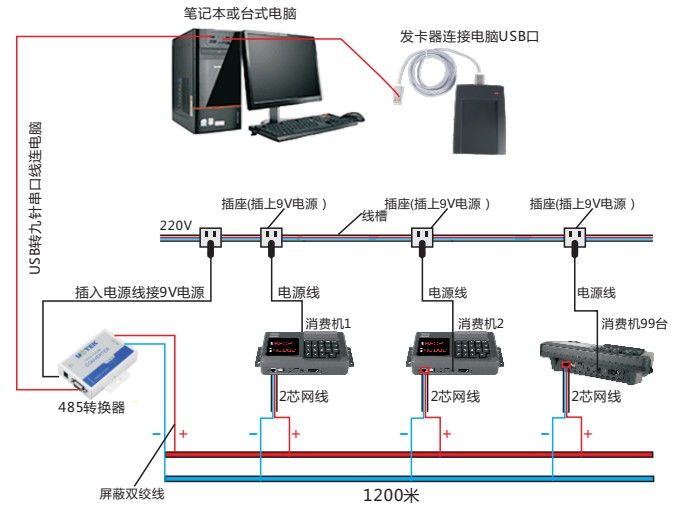 笔记本或台式电脑
发卡器连接电脑USB口
USB转九针串口线连电脑
插座(插上9V电源）
插座(插上9V电源）
插座(插上9V电源）
线槽
220V
插入电源线接9V电源
电源线
电源线
电源线
消费机1
消费机2
消费机99台
485转换器
2芯网线
2芯网线
2芯网线
− + − + − + − +
屏蔽双绞线
1200米